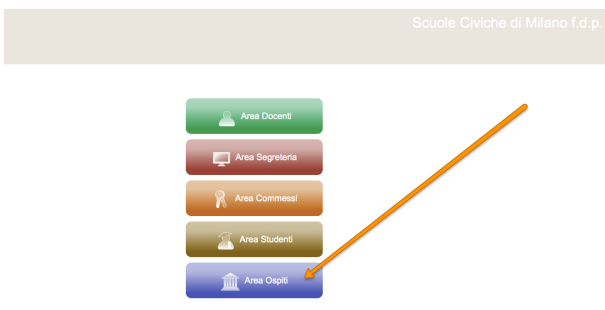 Scuole Civiche di Milano f.d.p.
Area Docenti
Area Segreteria
Area Commessi
Area Studenti
Area Ospiti